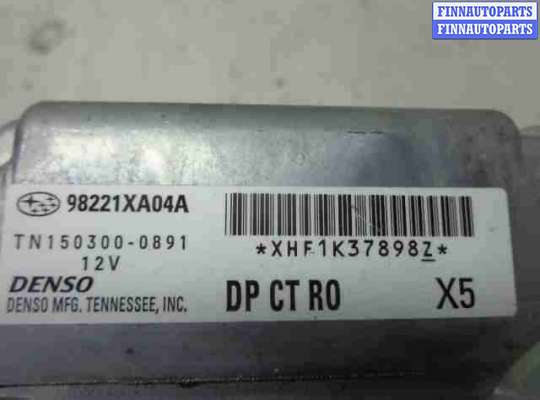 FINNAUTOPARTS
FINNAUTOPARTS
98221XA04A
TN150300-0891
12V
DENSO
DENSO MFG. TENNESSEE, INC.
*XHF1K37898Z*
DP CT RO
X5